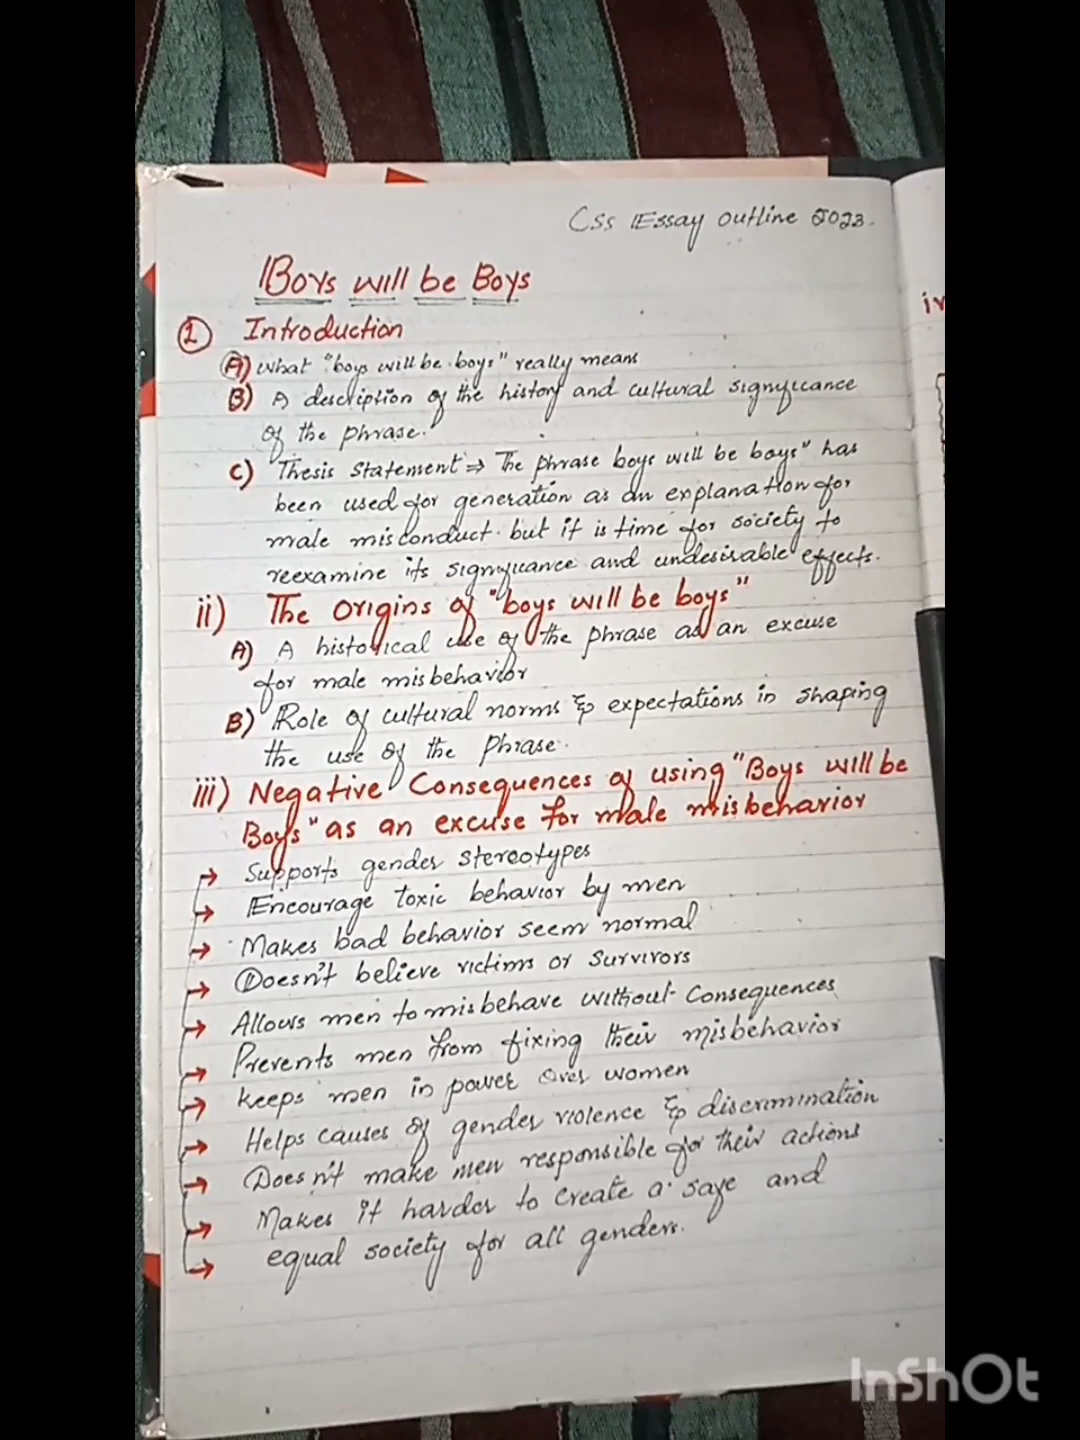 Css Essay outline 2023.
Boys will be Boys
1 Introduction
A) What "boys will be boys" really means
B) A description of the history and cultural significance
of the phrase.
C) Thesis Statement ⇒ The phrase boys will be boys" has
been used for generation as an explanation for
male misconduct. but it is time for society to
reexamine its significance and undesirable effects.
ii) The origins of "boys will be boys"
A) A historical use of the phrase as an excuse
for male misbehavior
B) Role of cultural norms & expectations in shaping
the use of the phrase.
iii) Negative Consequences of using "Boys will be
Boys" as an excuse for male misbehavior
→ Supports gender stereotypes
→ Encourage toxic behavior by men
→ Makes bad behavior seem normal
→ Doesn't believe victims or survivors
→ Allows men to misbehave without consequences
→ Prevents men from fixing their misbehavior
→ keeps men in power over women
→ Helps causes of gender violence & discrimination
→ Doesn't make men responsible for their actions
→ Makes it harder to create a safe and
→ equal society for all genders.
InShOt